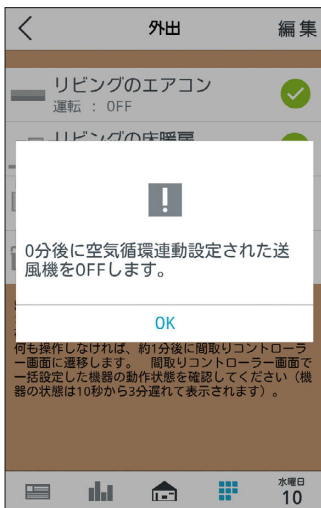 外出
編集
リビングのエアコン
運転 : OFF
リビングの床暖房
0分後に空気循環連動設定された送
風機をOFFします。
OK
何も操作しなければ、約1分後に間取りコントローラ
ー画面に遷移します。 間取りコントローラー画面で
一括設定した機器の動作状態を確認してください（機
器の状態は10秒から3分遅れて表示されます）。
水曜日
10